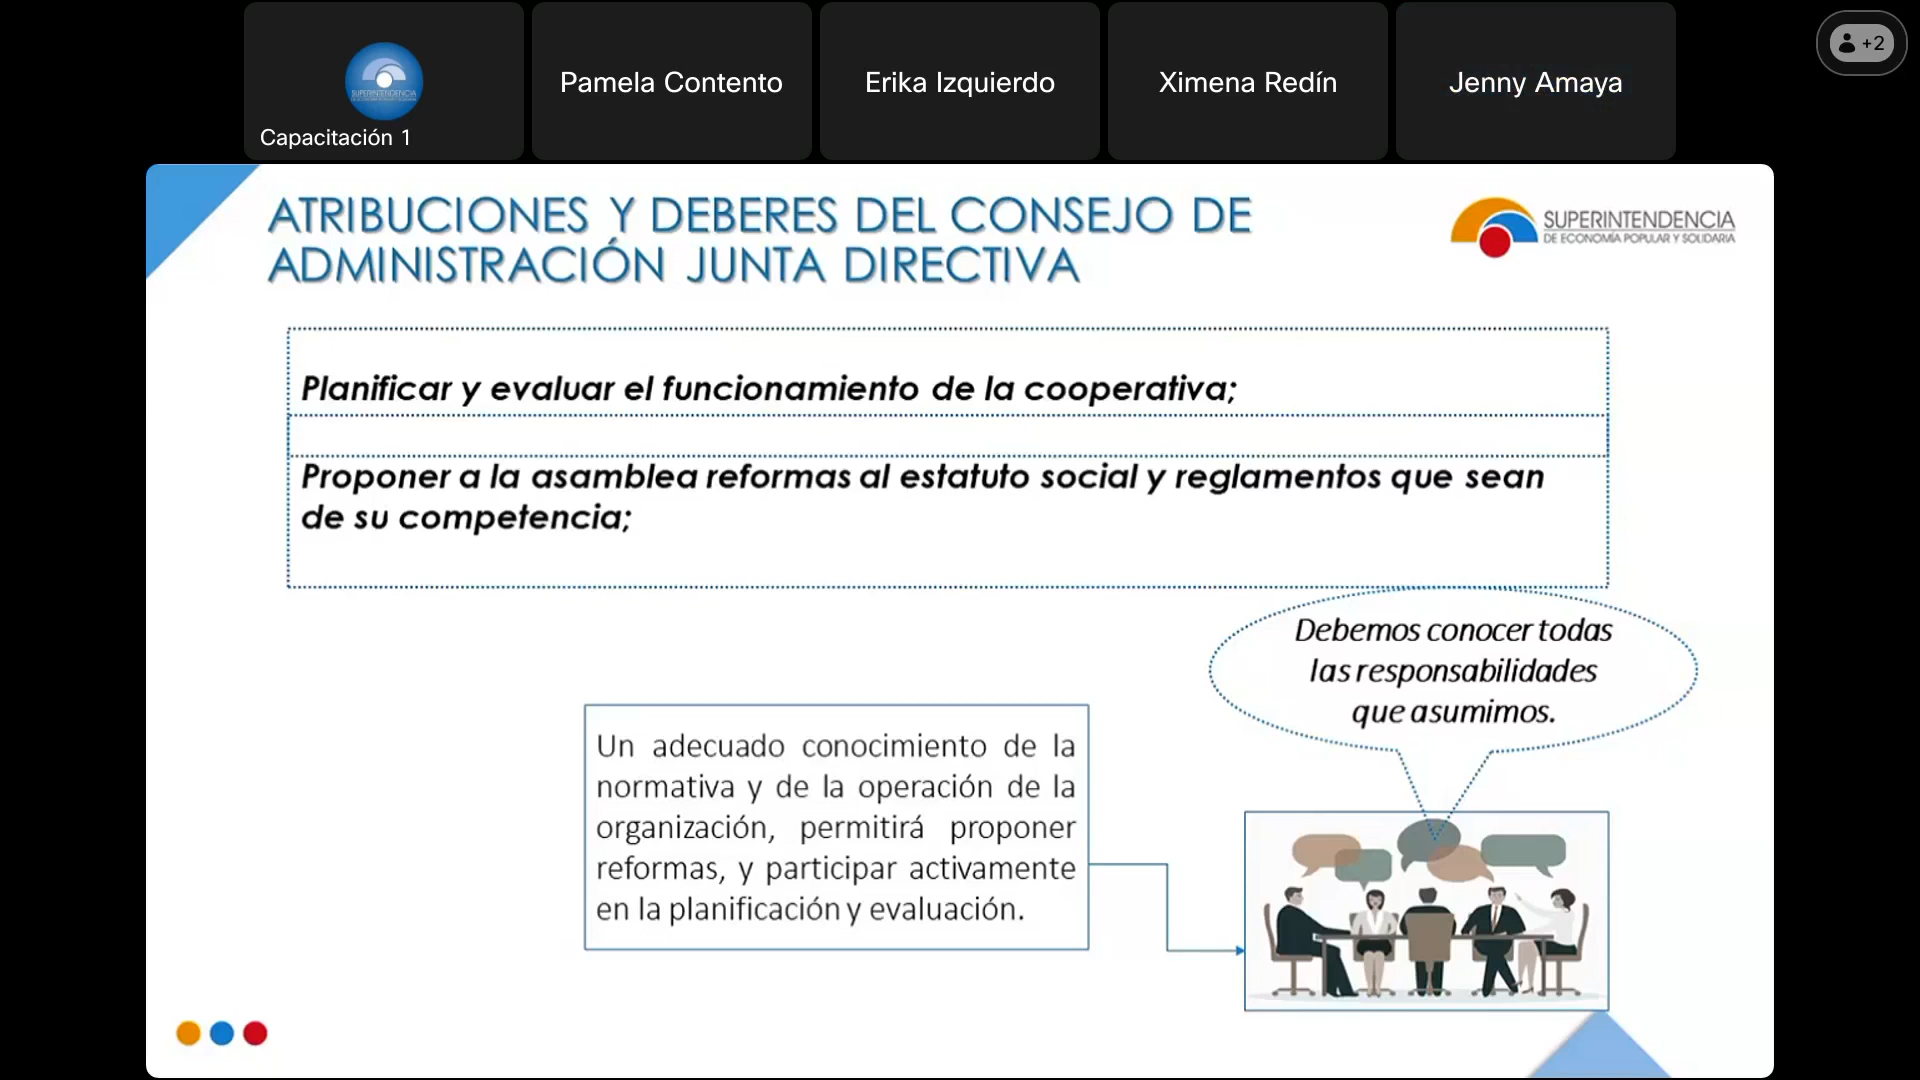 Capacitación 1
Pamela Contento
Erika Izquierdo
Ximena Redín
Jenny Amaya
+2
ATRIBUCIONES Y DEBERES DEL CONSEJO DE
ADMINISTRACIÓN JUNTA DIRECTIVA
SUPERINTENDENCIA
DE ECONOMÍA POPULAR Y SOLIDARIA
Planificar y evaluar el funcionamiento de la cooperativa;
Proponer a la asamblea reformas al estatuto social y reglamentos que sean
de su competencia;
Debemos conocer todas
las responsabilidades
que asumimos.
Un adecuado conocimiento de la
normativa y de la operación de la
organización, permitirá proponer
reformas, y participar activamente
en la planificación y evaluación.